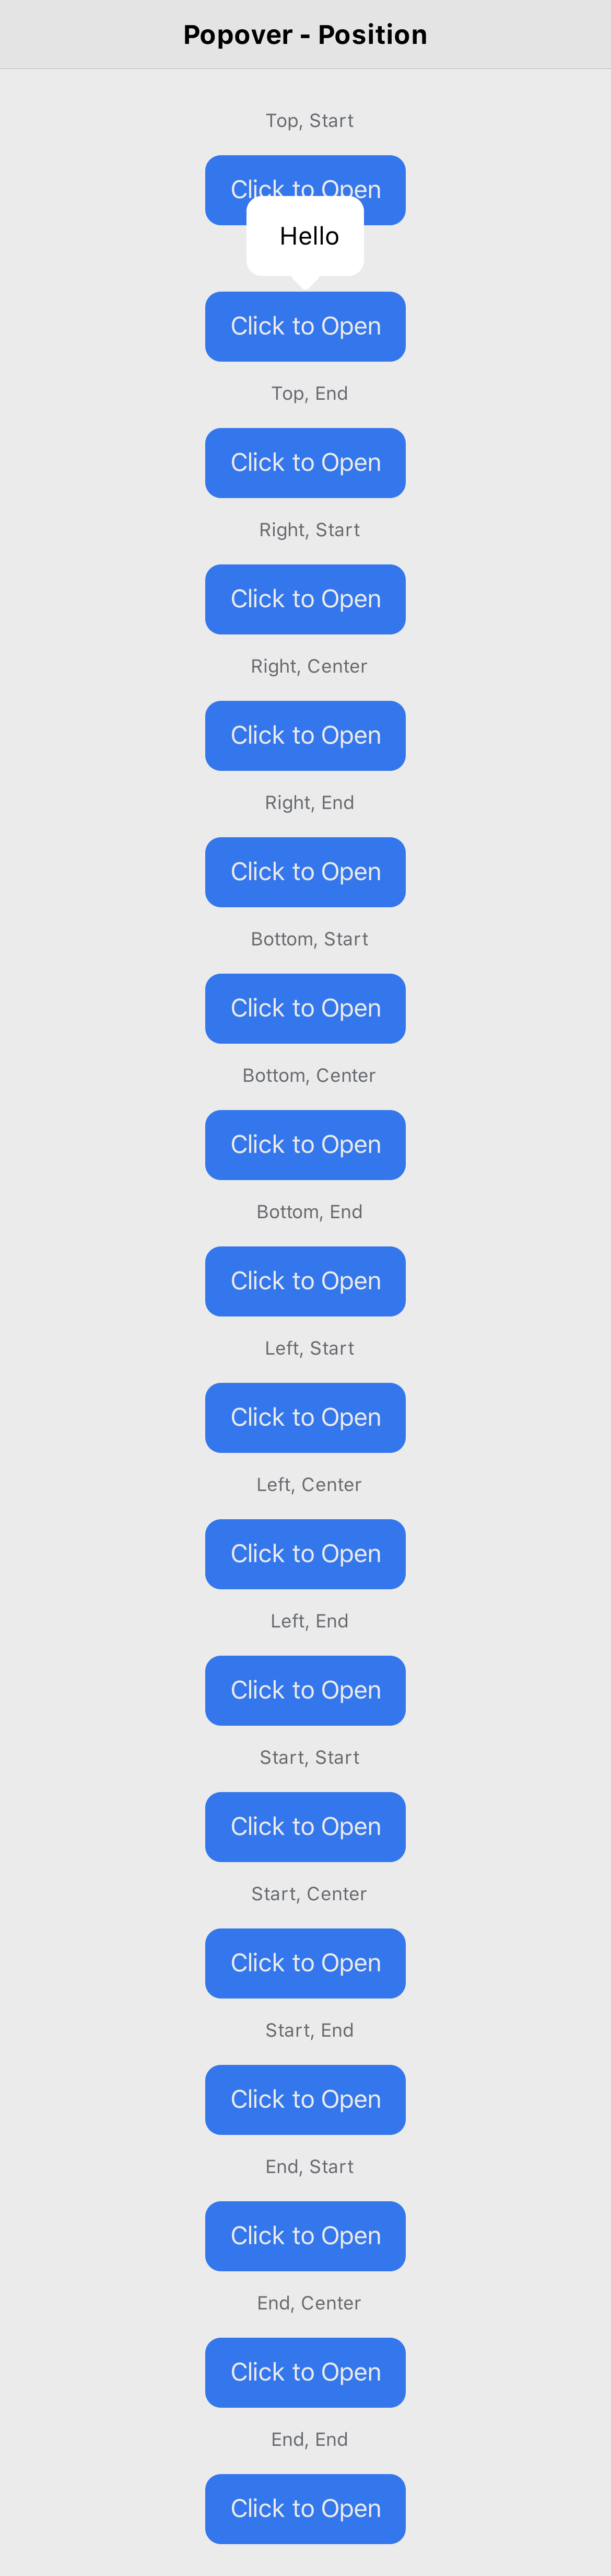 Popover - Position
Top, Start
Click to Open
Hello
Click to Open
Top, End
Click to Open
Right, Start
Click to Open
Right, Center
Click to Open
Right, End
Click to Open
Bottom, Start
Click to Open
Bottom, Center
Click to Open
Bottom, End
Click to Open
Left, Start
Click to Open
Left, Center
Click to Open
Left, End
Click to Open
Start, Start
Click to Open
Start, Center
Click to Open
Start, End
Click to Open
End, Start
Click to Open
End, Center
Click to Open
End, End
Click to Open